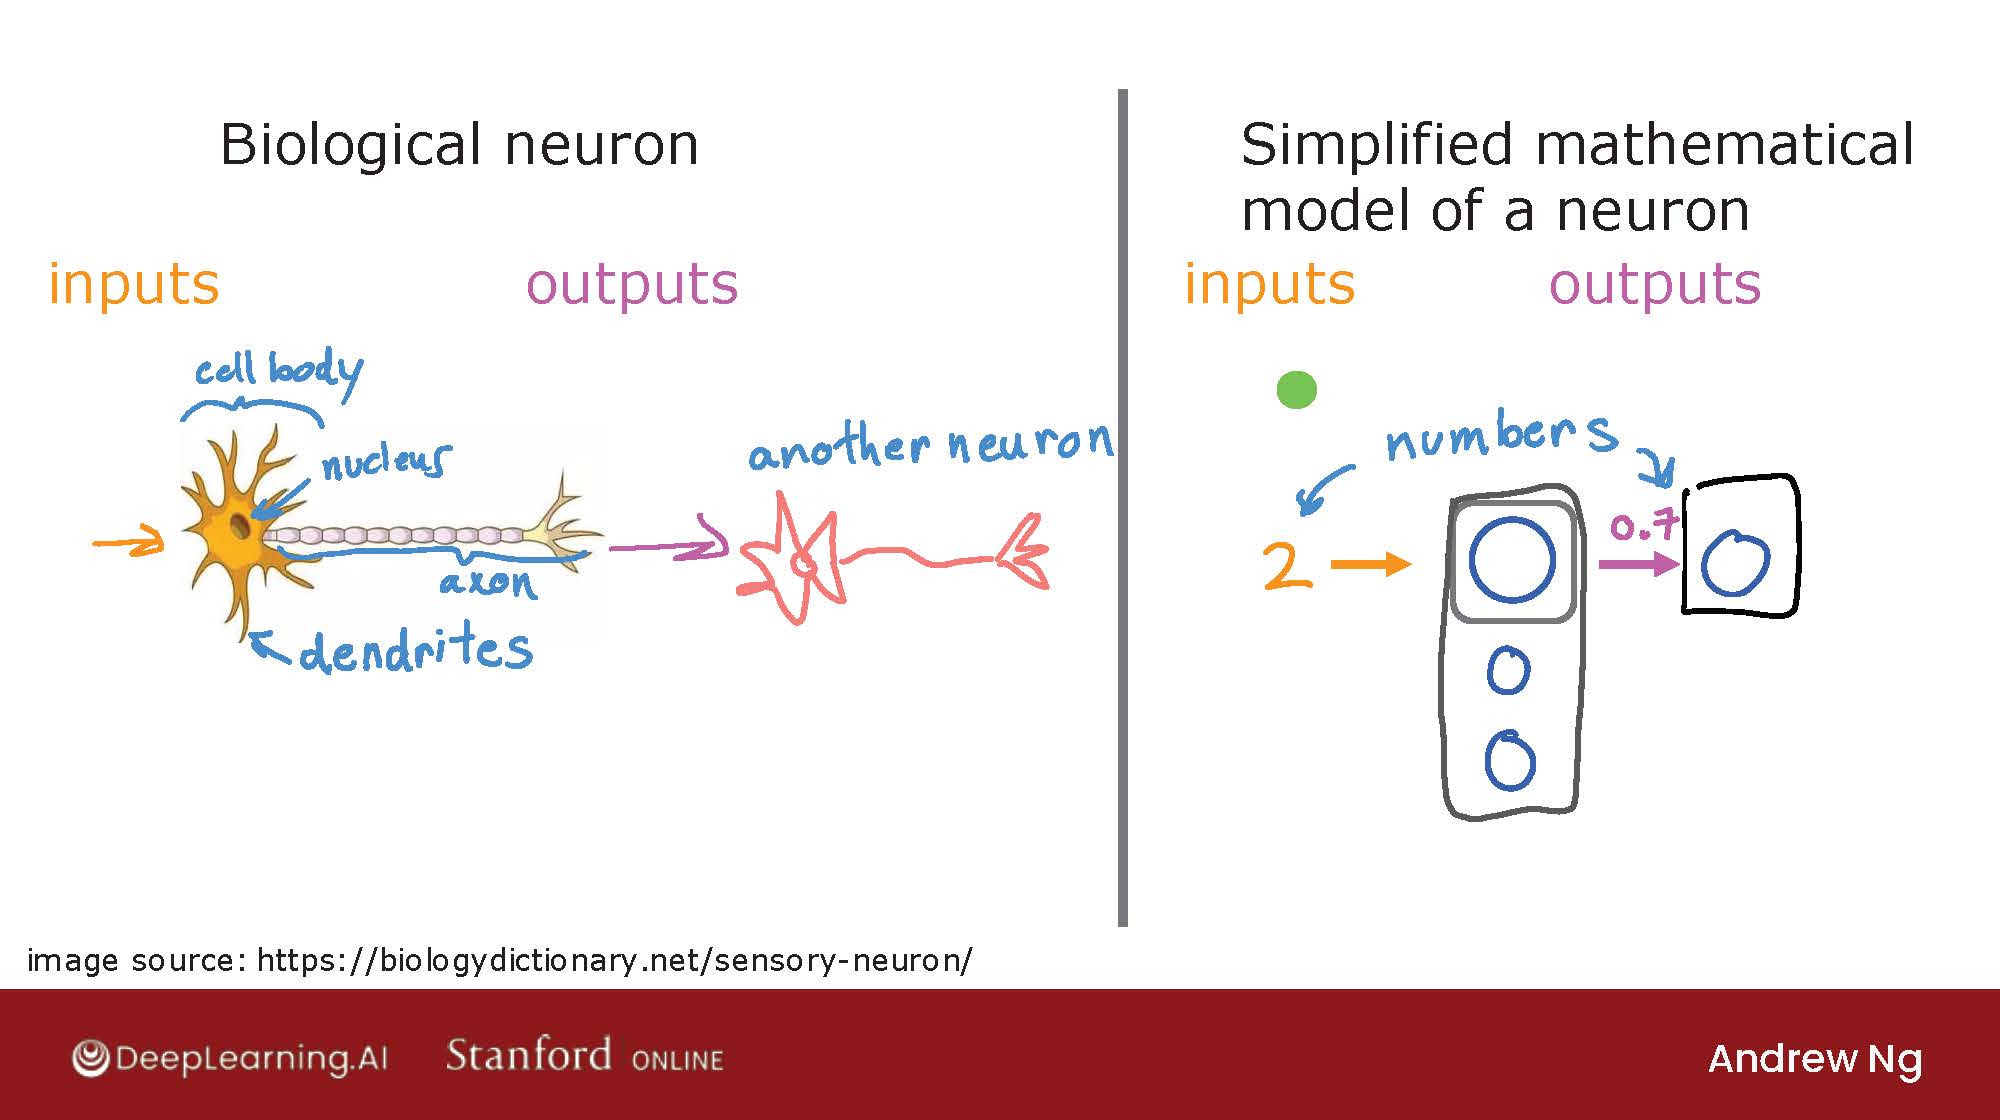 Biological neuron
inputs
outputs
cell body
nucleus
another neuron
axon
dendrites
Simplified mathematical
model of a neuron
inputs
outputs
numbers
2
0.7
image source: https://biologydictionary.net/sensory-neuron/
DeepLearning.AI
Stanford ONLINE
Andrew Ng